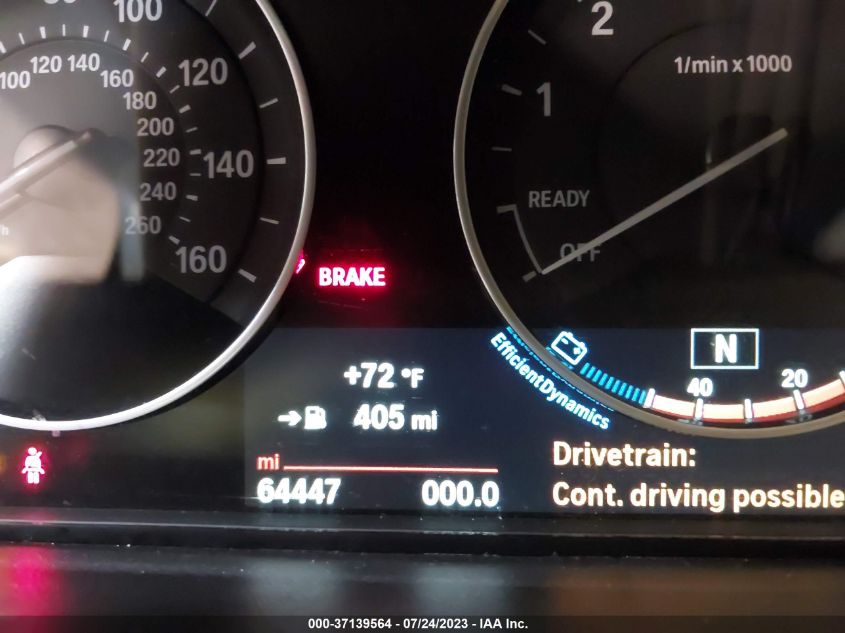 100
120
140
160
100
120 140
160
180
200
220
240
260
2
1/min x 1000
1
READY
OFF
BRAKE
EfficientDynamics
N
40
20
+72 °F
405 mi
mi
64447 000.0
Drivetrain:
Cont. driving possible
000-37139564 - 07/24/2023 - IAA Inc.